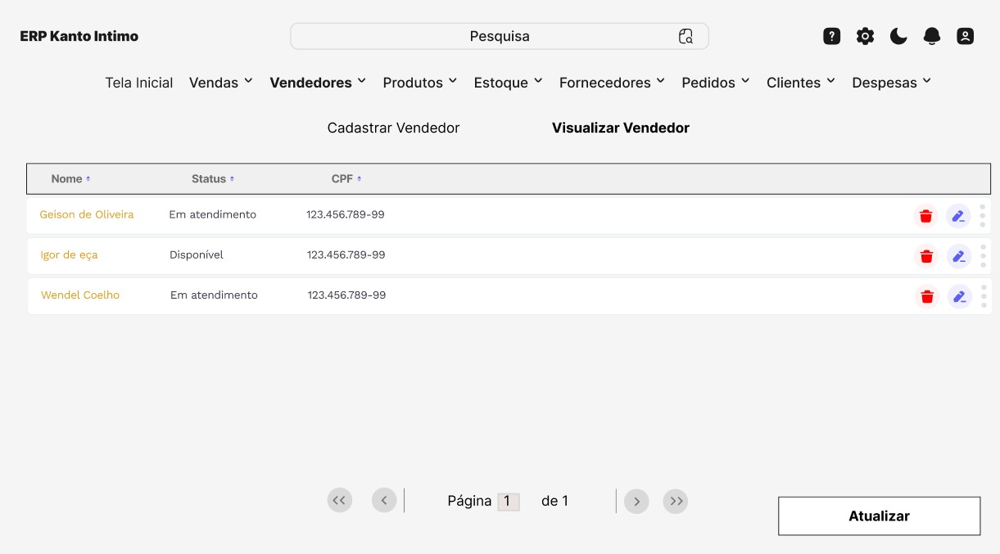 ERP Kanto Intimo
Pesquisa
Tela Inicial Vendas Vendedores Produtos Estoque Fornecedores Pedidos Clientes Despesas
Cadastrar Vendedor Visualizar Vendedor
Nome Status CPF
Geison de Oliveira Em atendimento 123.456.789-99
Igor de eça Disponível 123.456.789-99
Wendel Coelho Em atendimento 123.456.789-99
Página 1 de 1
Atualizar